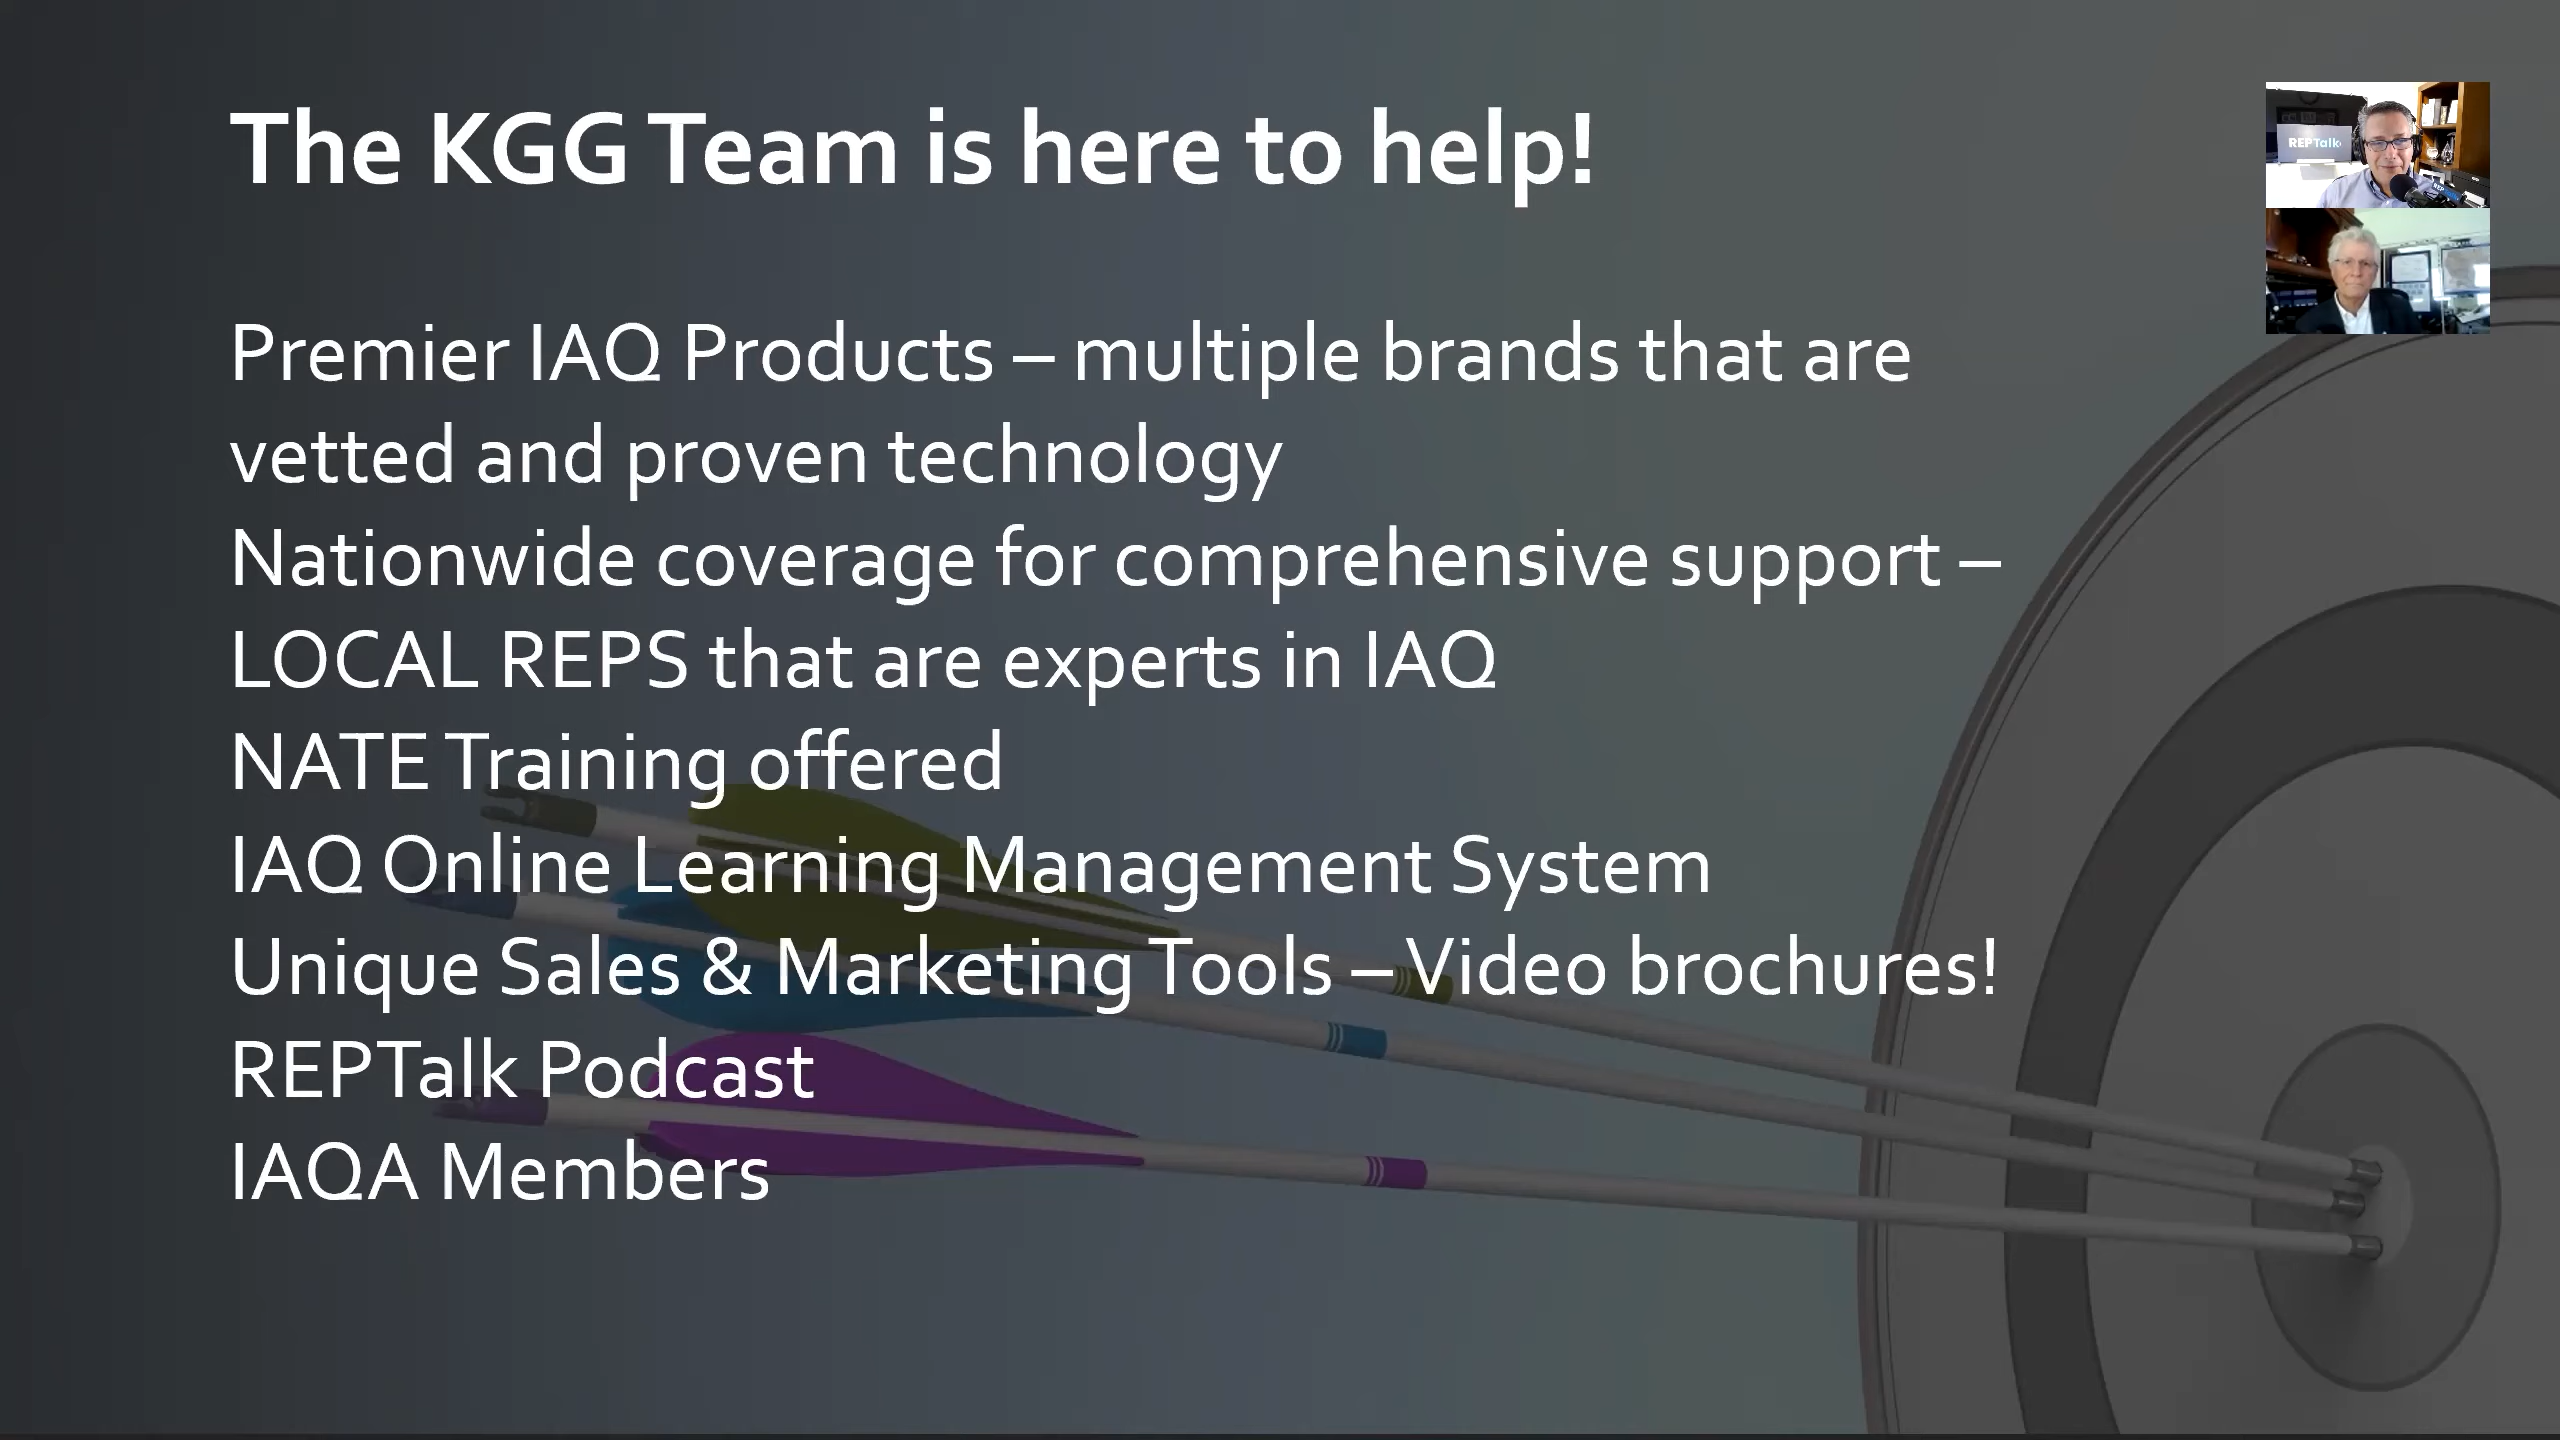 The KGG Team is here to help!
REPTalk
Premier IAQ Products – multiple brands that are
vetted and proven technology
Nationwide coverage for comprehensive support –
LOCAL REPS that are experts in IAQ
NATE Training offered
IAQ Online Learning Management System
Unique Sales & Marketing Tools – Video brochures!
REPTalk Podcast
IAQA Members